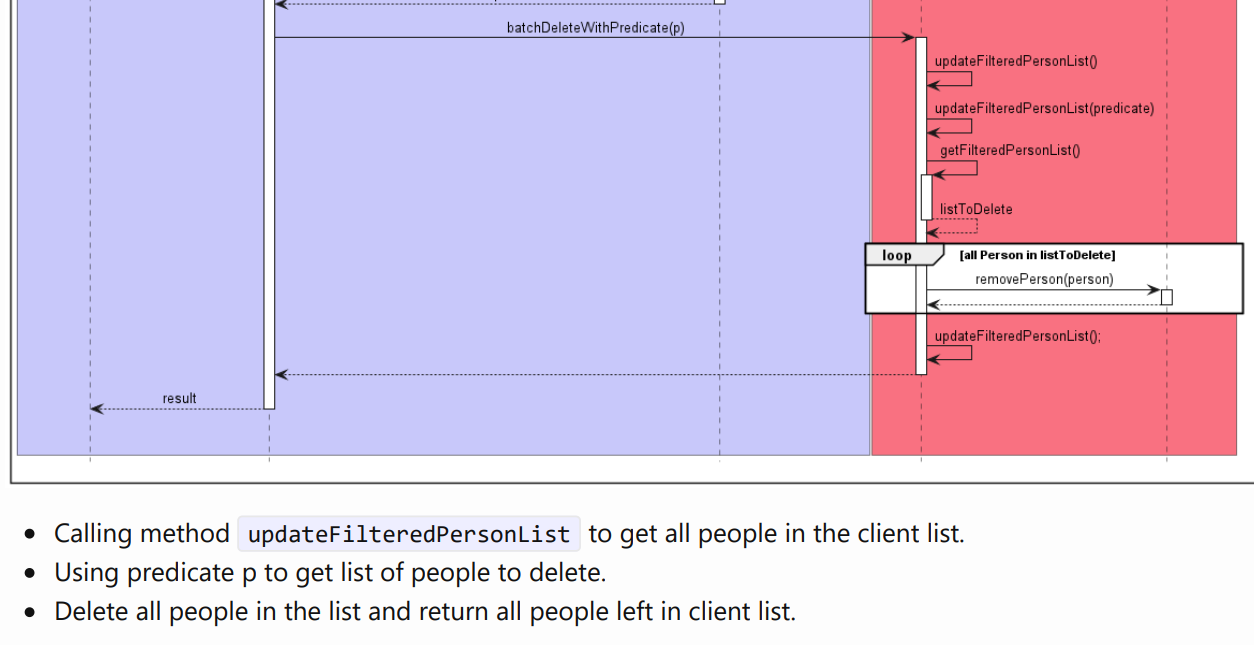 batchDeleteWithPredicate(p)
updateFilteredPersonList()
updateFilteredPersonList(predicate)
getFilteredPersonList()
listToDelete
loop [all Person in listToDelete]
removePerson(person)
updateFilteredPersonList();
result
Calling method updateFilteredPersonList to get all people in the client list.
Using predicate p to get list of people to delete.
Delete all people in the list and return all people left in client list.